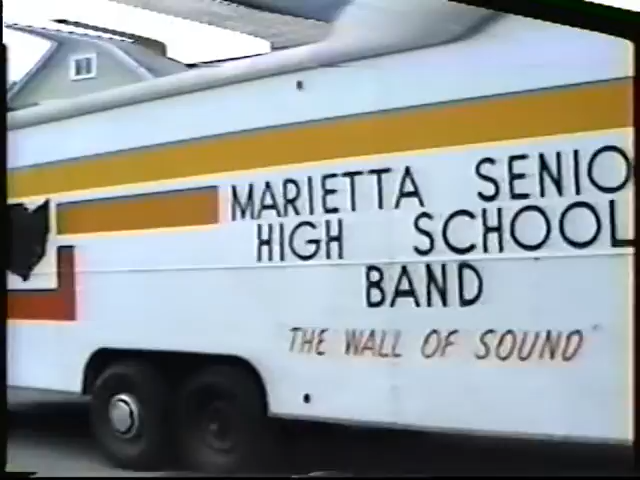 MARIETTA SENIO
HIGH SCHOOL
BAND
THE WALL OF SOUND"